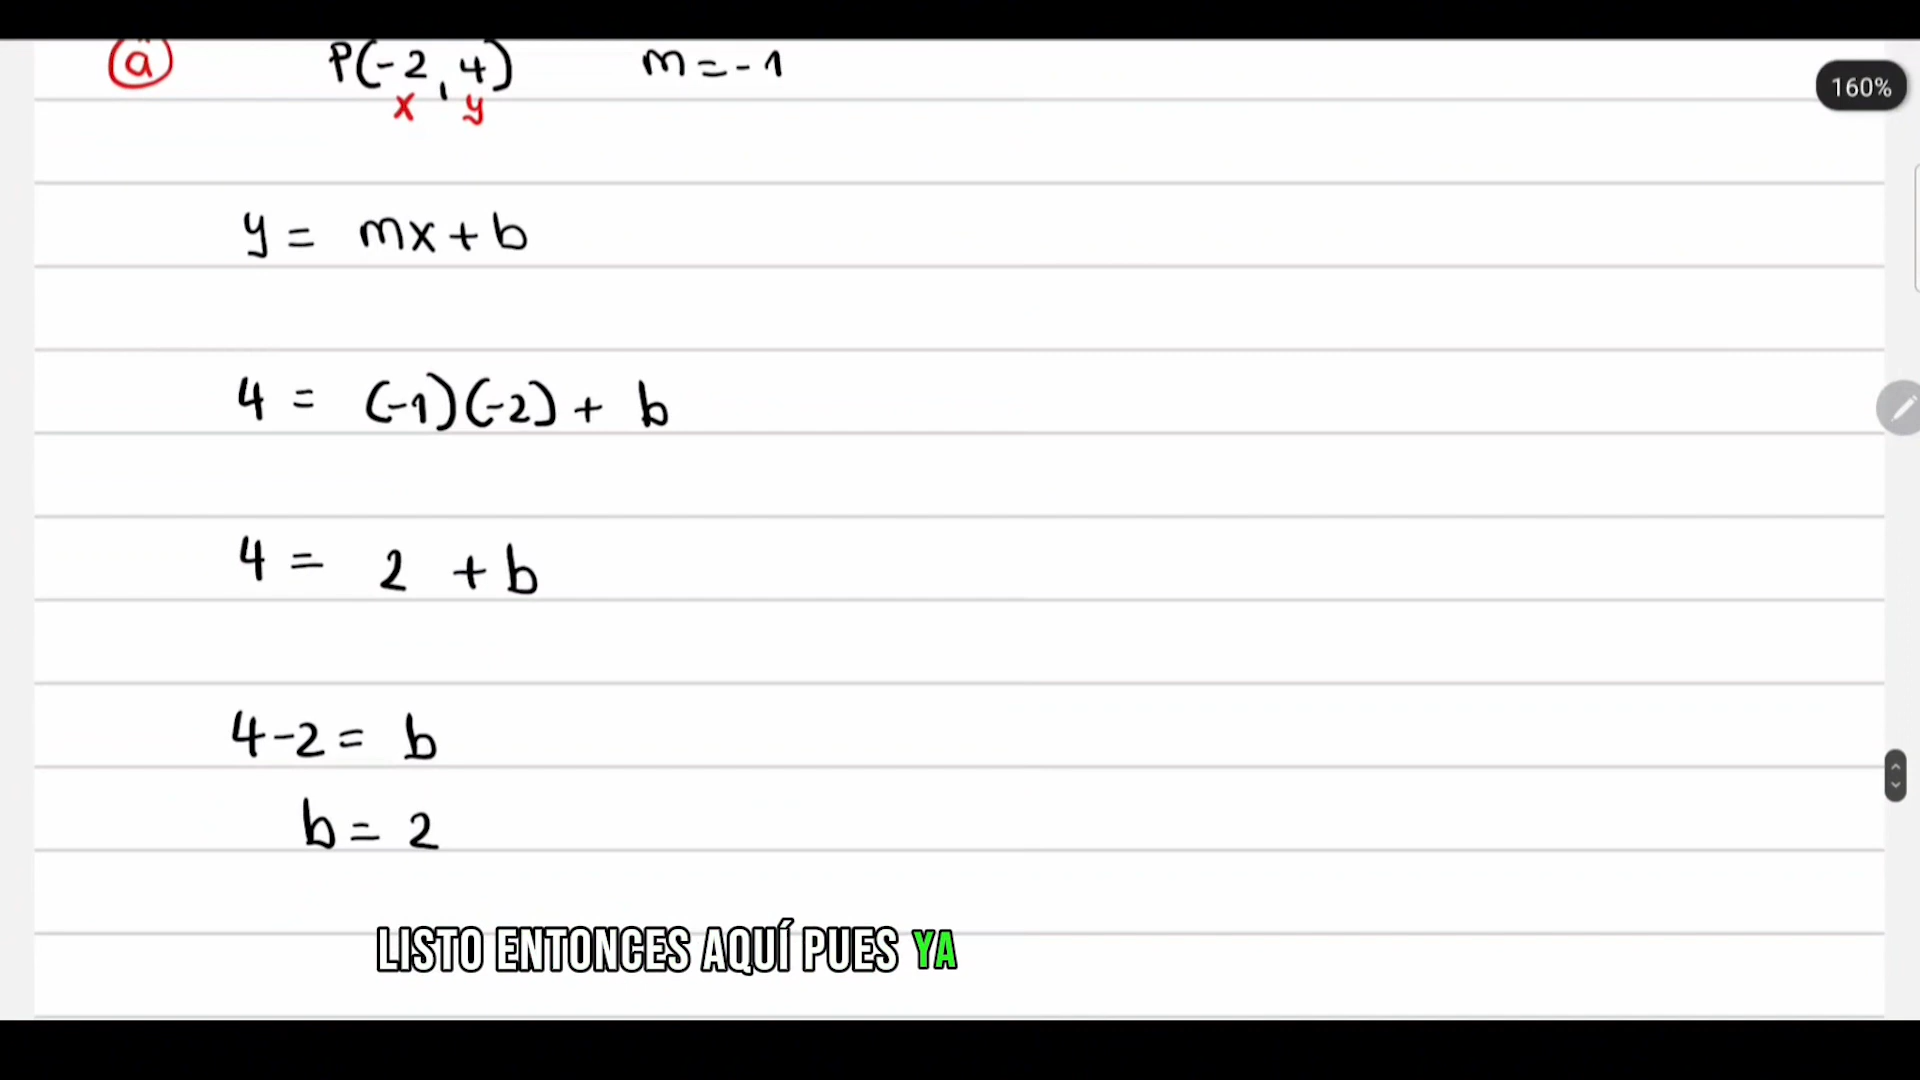 a P(-2, 4) m=-1
x y
160%
y = mx+b
4 = (-1)(-2) + b
4 = 2 + b
4-2= b
b= 2
LISTO ENTONCES AQUÍ PUES YA